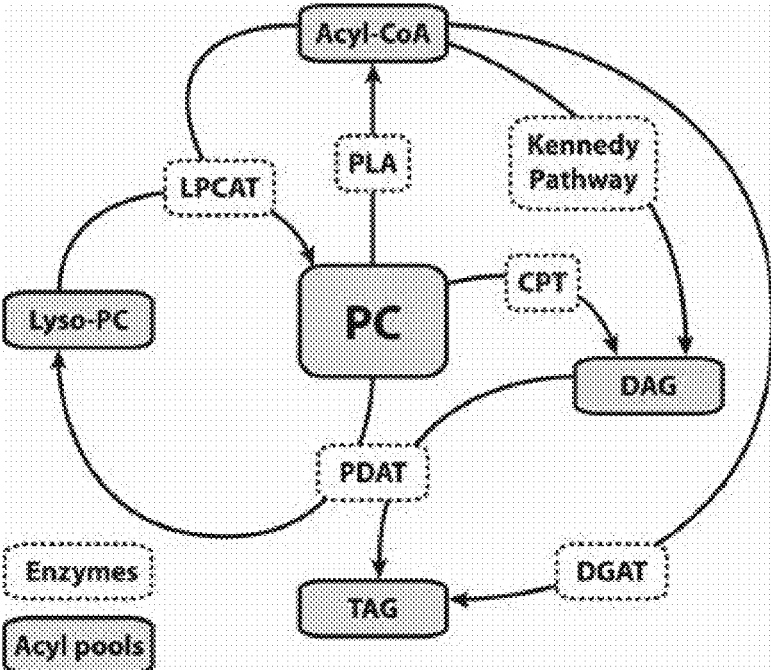 Acyl-CoA
Kennedy
Pathway
PLA
LPCAT
CPT
Lyso-PC
PC
DAG
PDAT
Enzymes
DGAT
TAG
Acyl pools